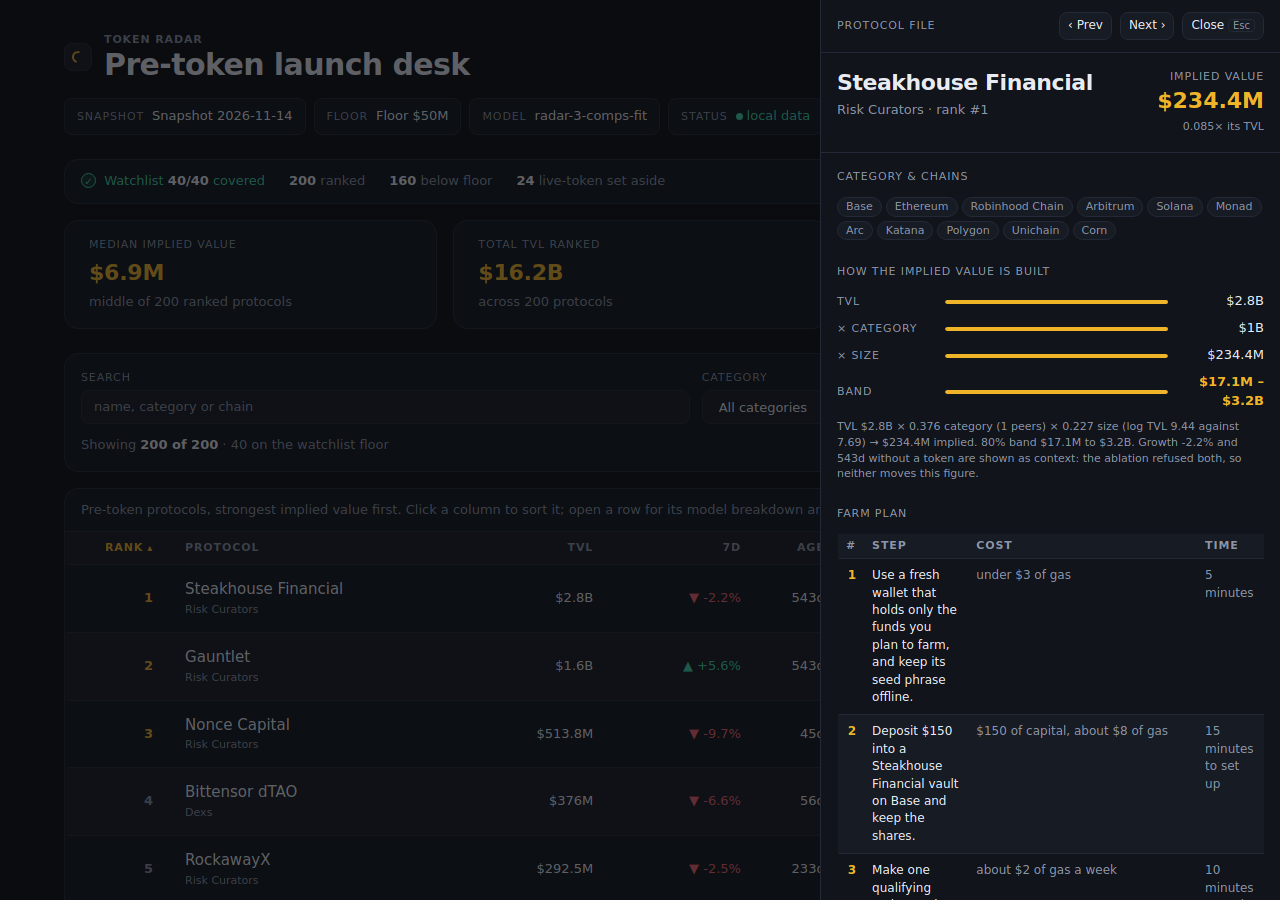 TOKEN RADAR
Pre-token launch desk
SNAPSHOT Snapshot 2026-11-14
FLOOR Floor $50M
MODEL radar-3-comps-fit
STATUS local data
Watchlist 40/40 covered 200 ranked 160 below floor 24 live-token set aside
MEDIAN IMPLIED VALUE
$6.9M
middle of 200 ranked protocols
TOTAL TVL RANKED
$16.2B
across 200 protocols
SEARCH
name, category or chain
CATEGORY
All categories
Showing 200 of 200 · 40 on the watchlist floor
Pre-token protocols, strongest implied value first. Click a column to sort it; open a row for its model breakdown
RANK ▴ PROTOCOL TVL 7D AGE
1 Steakhouse Financial $2.8B ▼ -2.2% 543d
Risk Curators
2 Gauntlet $1.6B ▲ +5.6% 543d
Risk Curators
3 Nonce Capital $513.8M ▼ -9.7% 45d
Risk Curators
4 Bittensor dTAO $376M ▼ -6.6% 56d
Dexs
5 RockawayX $292.5M ▼ -2.5% 233d
Risk Curators
PROTOCOL FILE
‹ Prev
Next ›
Close Esc
Steakhouse Financial
Risk Curators · rank #1
IMPLIED VALUE
$234.4M
0.085× its TVL
CATEGORY & CHAINS
Base Ethereum Robinhood Chain Arbitrum Solana Monad
Arc Katana Polygon Unichain Corn
HOW THE IMPLIED VALUE IS BUILT
TVL $2.8B
× CATEGORY $1B
× SIZE $234.4M
BAND $17.1M –
$3.2B
TVL $2.8B × 0.376 category (1 peers) × 0.227 size (log TVL 9.44 against
7.69) → $234.4M implied. 80% band $17.1M to $3.2B. Growth -2.2% and
543d without a token are shown as context: the ablation refused both, so
neither moves this figure.
FARM PLAN
# STEP COST TIME
1 Use a fresh under $3 of gas 5
wallet that minutes
holds only the
funds you
plan to farm,
and keep its
seed phrase
offline.
2 Deposit $150 $150 of capital, about $8 of gas 15
into a minutes
Steakhouse to set
Financial vault up
on Base and
keep the
shares.
3 Make one about $2 of gas a week 10
qualifying minutes